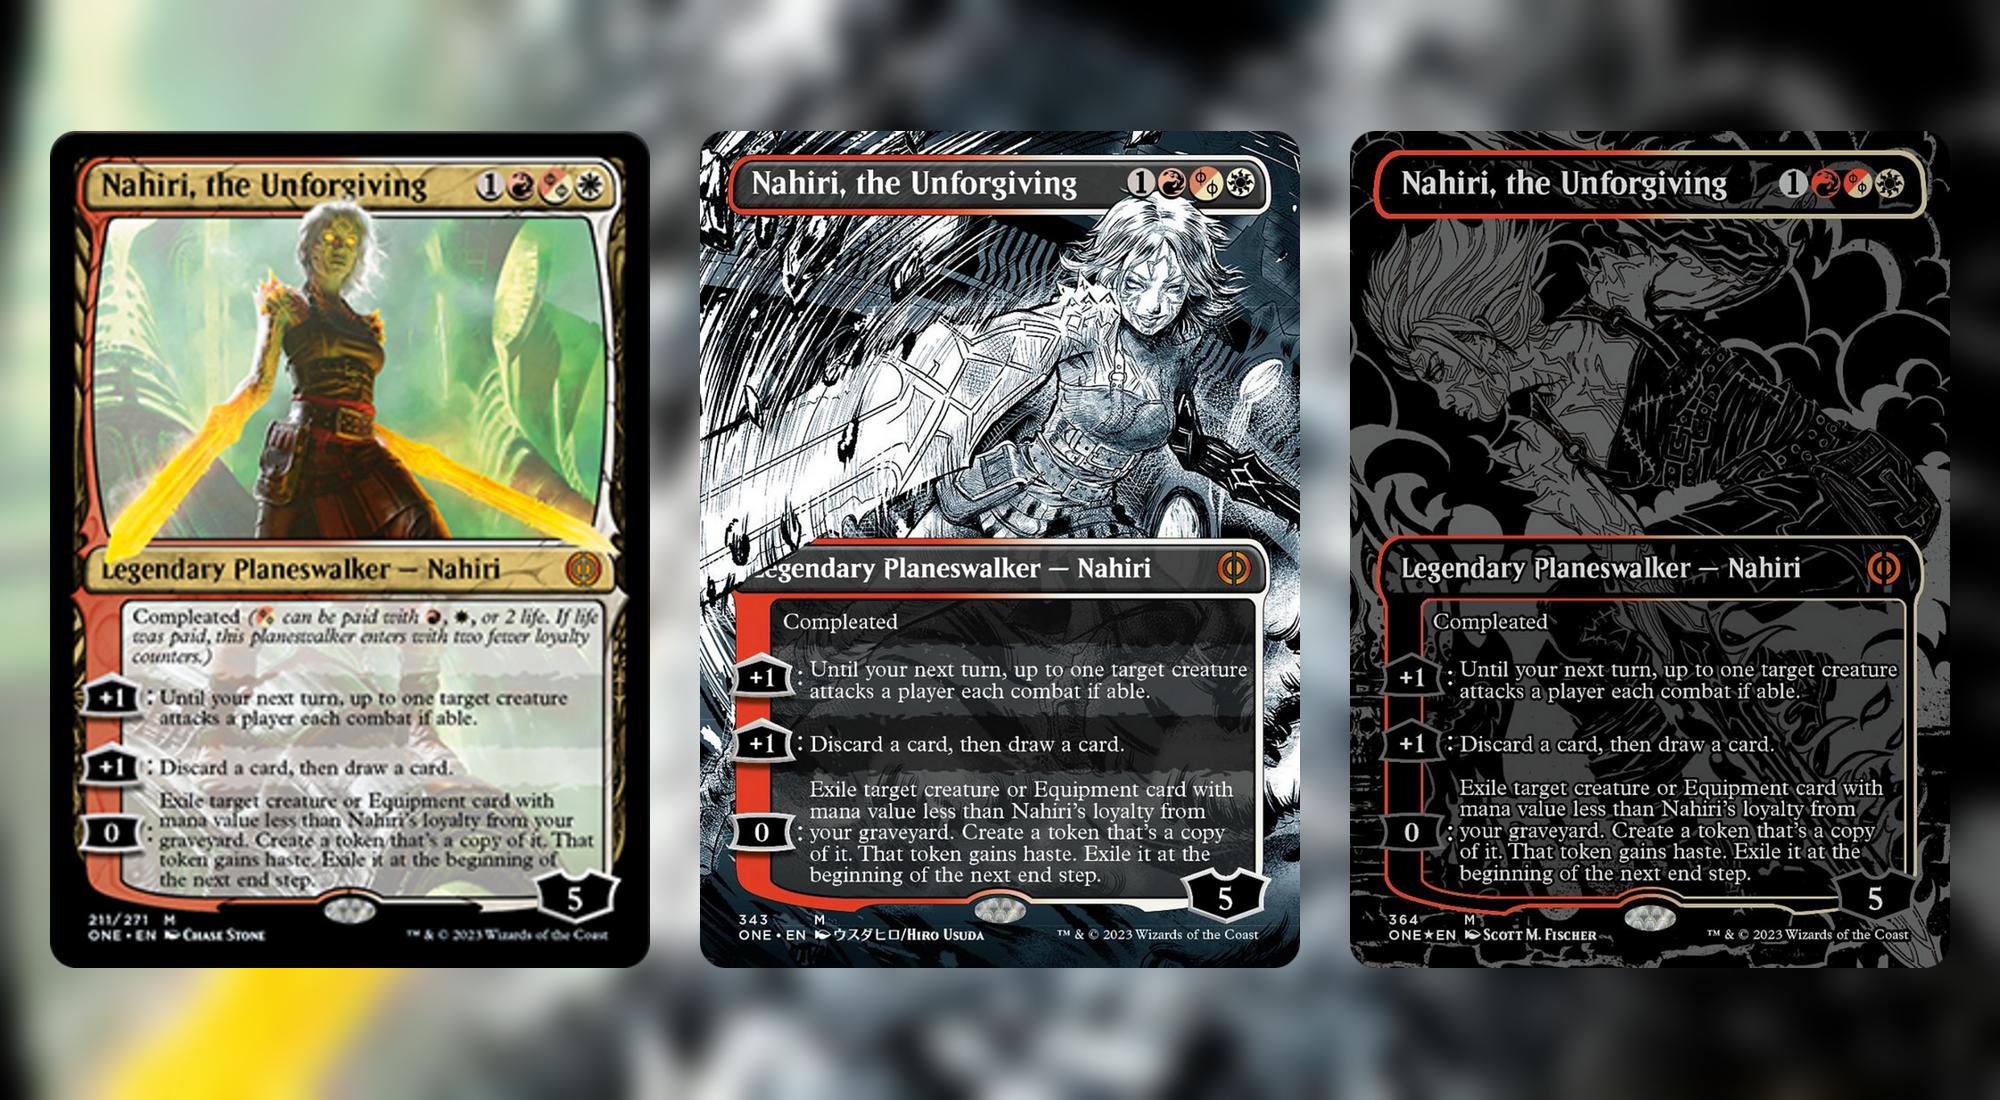 Nahiri, the Unforgiving 1
Legendary Planeswalker — Nahiri
Compleated ( can be paid with , , or 2 life. If life
was paid, this planeswalker enters with two fewer loyalty
counters.)
+1 : Until your next turn, up to one target creature
attacks a player each combat if able.
+1 : Discard a card, then draw a card.
Exile target creature or Equipment card with
mana value less than Nahiri's loyalty from your
0 : graveyard. Create a token that's a copy of it. That
token gains haste. Exile it at the beginning of
the next end step.
5
211/271 M
ONE • EN CHASE STONE
™ & © 2023 Wizards of the Coast
Nahiri, the Unforgiving 1
Legendary Planeswalker — Nahiri
Compleated
+1 : Until your next turn, up to one target creature
attacks a player each combat if able.
+1 : Discard a card, then draw a card.
Exile target creature or Equipment card with
mana value less than Nahiri's loyalty from
0 : your graveyard. Create a token that's a copy
of it. That token gains haste. Exile it at the
beginning of the next end step.
5
343 M
ONE • EN ウスダヒロ/HIRO USUDA
™ & © 2023 Wizards of the Coast
Nahiri, the Unforgiving 1
Legendary Planeswalker — Nahiri
Compleated
+1 : Until your next turn, up to one target creature
attacks a player each combat if able.
+1 : Discard a card, then draw a card.
Exile target creature or Equipment card with
mana value less than Nahiri's loyalty from
0 : your graveyard. Create a token that's a copy
of it. That token gains haste. Exile it at the
beginning of the next end step.
5
364 M
ONE★EN SCOTT M. FISCHER
™ & © 2023 Wizards of the Coast